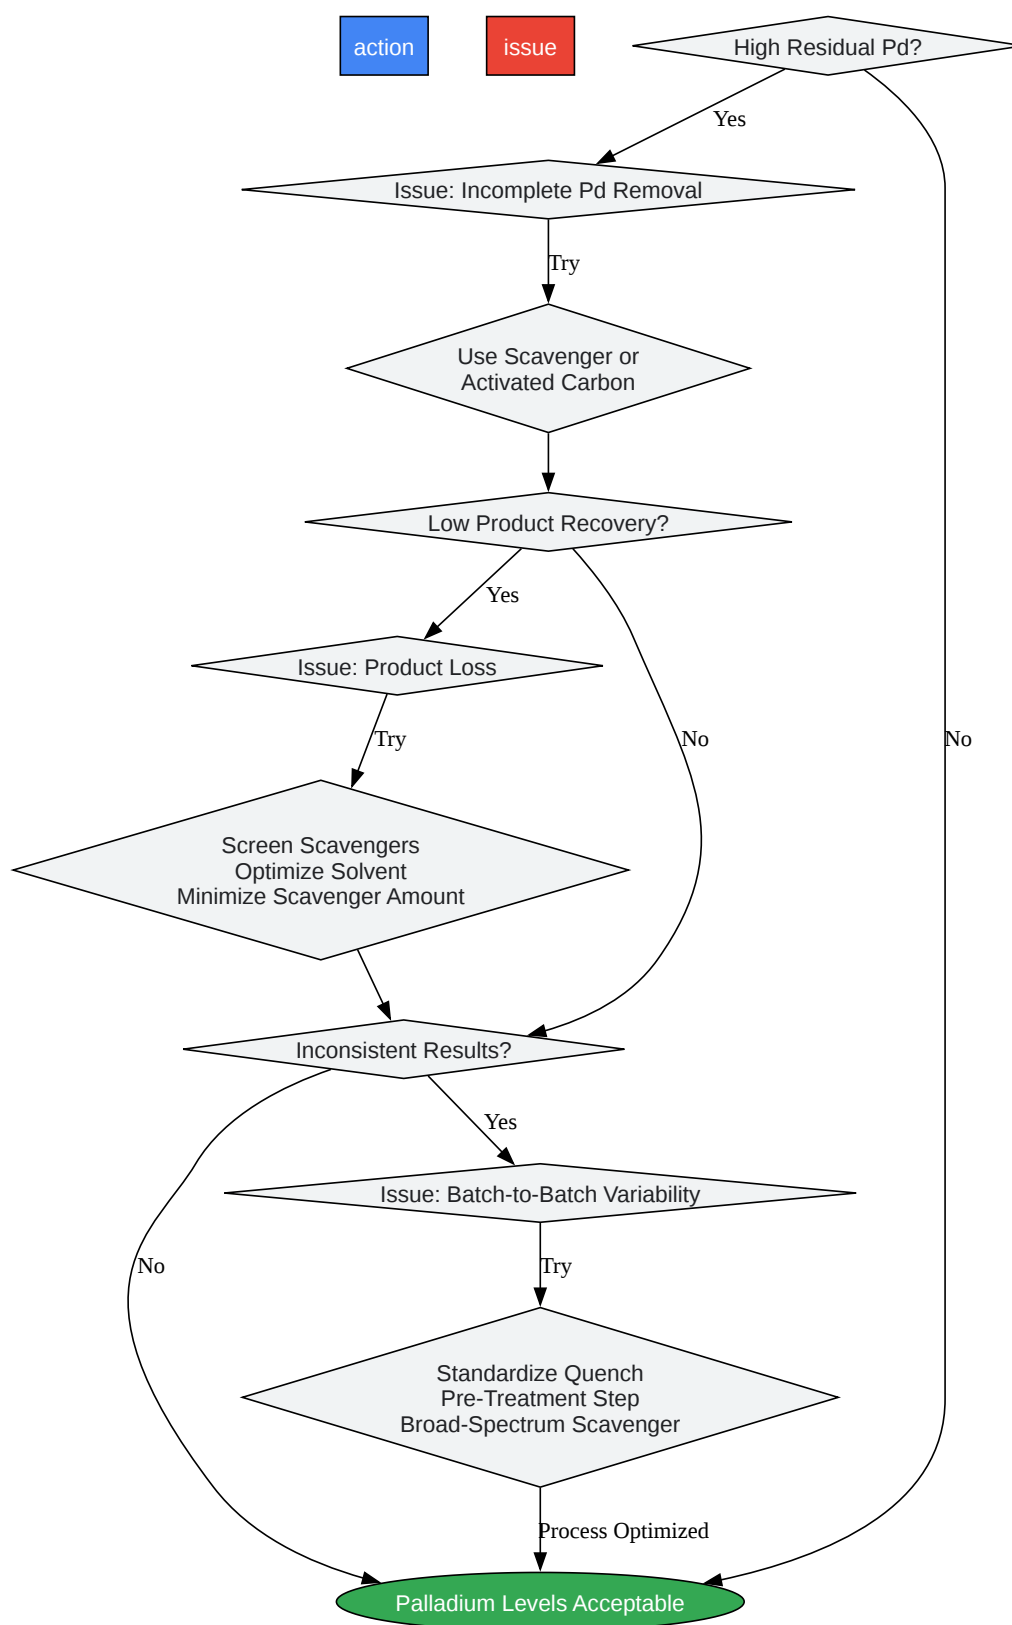 action
issue
High Residual Pd?
Yes
Issue: Incomplete Pd Removal
Try
Use Scavenger or
Activated Carbon
Low Product Recovery?
Yes
Issue: Product Loss
Try
No
No
Screen Scavengers
Optimize Solvent
Minimize Scavenger Amount
Inconsistent Results?
Yes
Issue: Batch-to-Batch Variability
No
Try
Standardize Quench
Pre-Treatment Step
Broad-Spectrum Scavenger
Process Optimized
Palladium Levels Acceptable